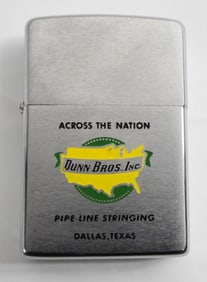 ACROSS THE NATION
DUNN BROS. INC.
PIPE LINE STRINGING
DALLAS, TEXAS